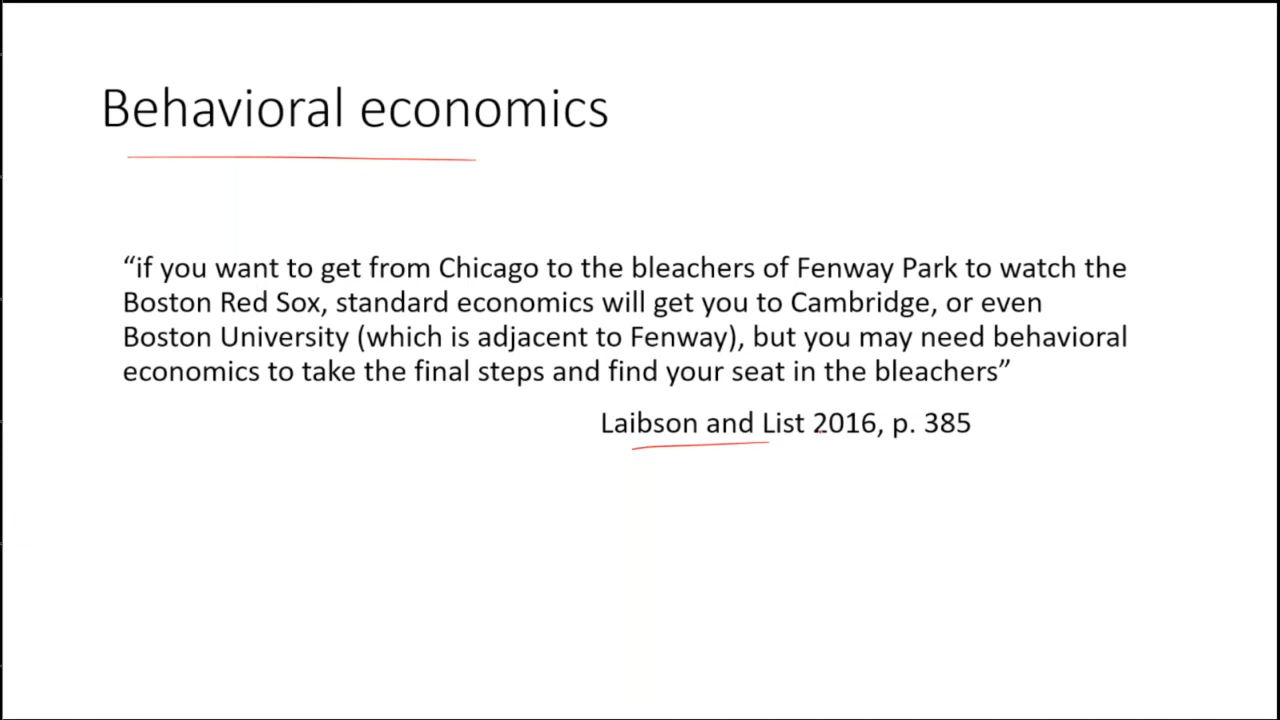 Behavioral economics
“if you want to get from Chicago to the bleachers of Fenway Park to watch the
Boston Red Sox, standard economics will get you to Cambridge, or even
Boston University (which is adjacent to Fenway), but you may need behavioral
economics to take the final steps and find your seat in the bleachers”
Laibson and List 2016, p. 385